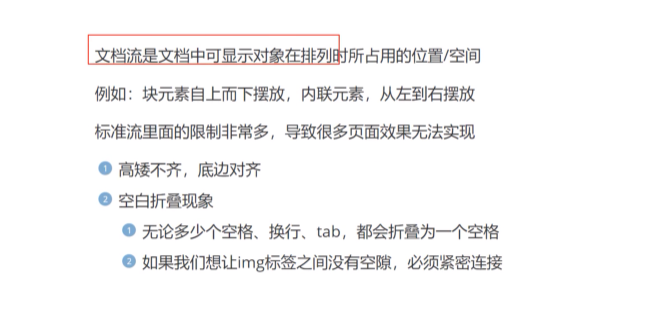 文档流是文档中可显示对象在排列时所占用的位置/空间
例如：块元素自上而下摆放，内联元素，从左到右摆放
标准流里面的限制非常多，导致很多页面效果无法实现
1 高矮不齐，底边对齐
2 空白折叠现象
1 无论多少个空格、换行、tab，都会折叠为一个空格
2 如果我们想让img标签之间没有空隙，必须紧密连接